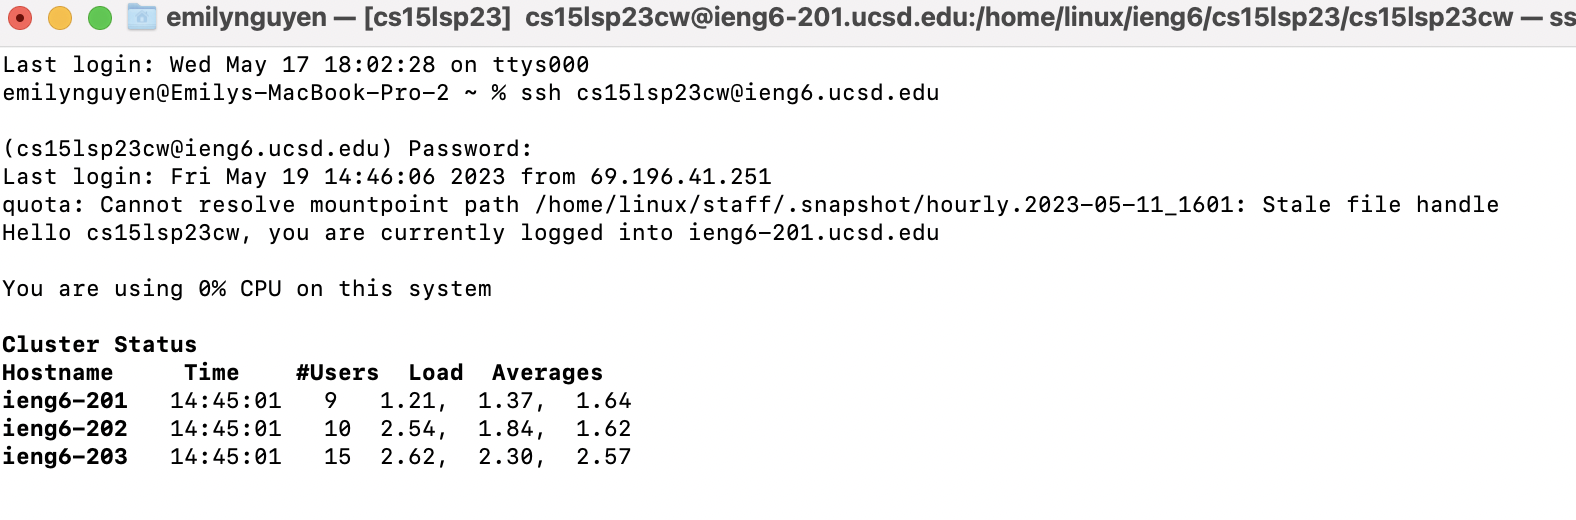 emilynguyen — [cs15lsp23] cs15lsp23cw@ieng6-201.ucsd.edu:/home/linux/ieng6/cs15lsp23/cs15lsp23cw — ss
Last login: Wed May 17 18:02:28 on ttys000
emilynguyen@Emilys-MacBook-Pro-2 ~ % ssh cs15lsp23cw@ieng6.ucsd.edu
(cs15lsp23cw@ieng6.ucsd.edu) Password:
Last login: Fri May 19 14:46:06 2023 from 69.196.41.251
quota: Cannot resolve mountpoint path /home/linux/staff/.snapshot/hourly.2023-05-11_1601: Stale file handle
Hello cs15lsp23cw, you are currently logged into ieng6-201.ucsd.edu
You are using 0% CPU on this system
Cluster Status
Hostname Time #Users Load Averages
ieng6-201 14:45:01 9 1.21, 1.37, 1.64
ieng6-202 14:45:01 10 2.54, 1.84, 1.62
ieng6-203 14:45:01 15 2.62, 2.30, 2.57